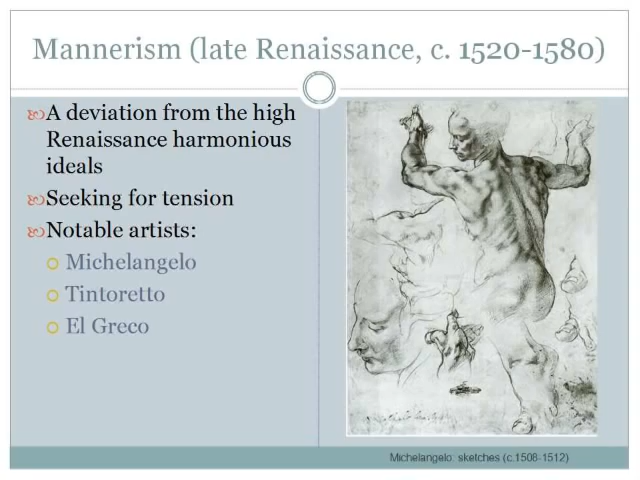 Mannerism (late Renaissance, c. 1520-1580)
A deviation from the high
Renaissance harmonious
ideals
Seeking for tension
Notable artists:
Michelangelo
Tintoretto
El Greco
Michelangelo: sketches (c.1508-1512)